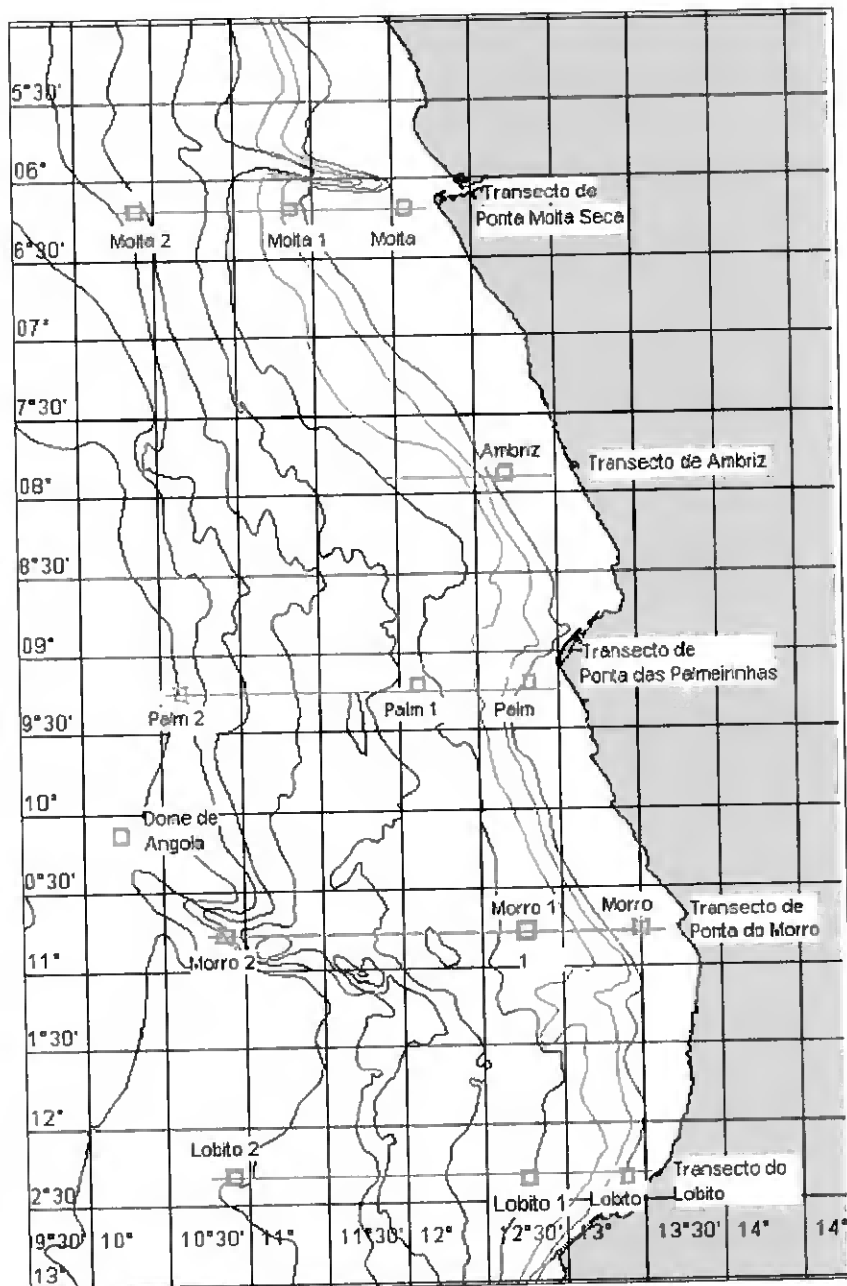 5°30'
06°
Transecto de
Ponta Moita Seca
Moita 2
Moita 1
Moita
6°30'
07°
7°30'
Ambriz
Transecto de Ambriz
08°
8°30'
09°
Transecto de
Ponta das Palmeirinhas
Palm 2
Palm 1
Palm
9°30'
10°
Dome de
Angola
0°30'
Morro 1
Morro
Transecto de
Ponta do Morro
Morro 2
1
11°
1°30'
12°
Lobito 2
Transecto do
Lobito
Lobito 1
Lobito
2°30'
9°30' 10° 10°30' 11° 11°30' 12° 12°30' 13° 13°30' 14° 14°
13°